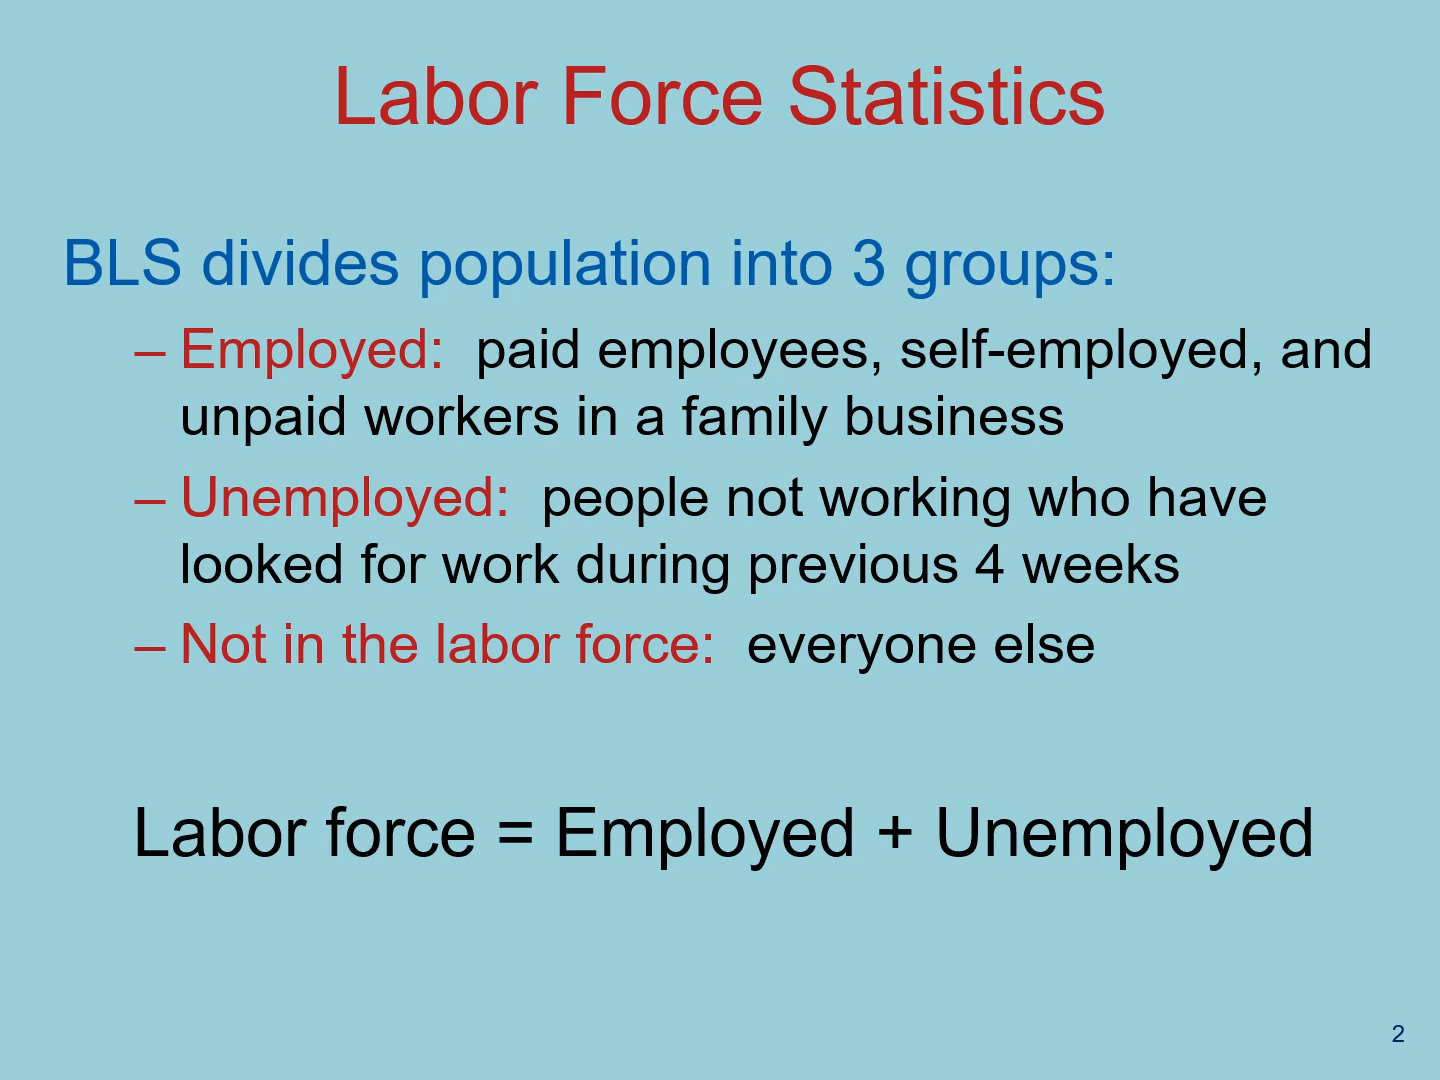 Labor Force Statistics
BLS divides population into 3 groups:
– Employed:  paid employees, self-employed, and
unpaid workers in a family business
– Unemployed:  people not working who have
looked for work during previous 4 weeks
– Not in the labor force:  everyone else
Labor force = Employed + Unemployed
2